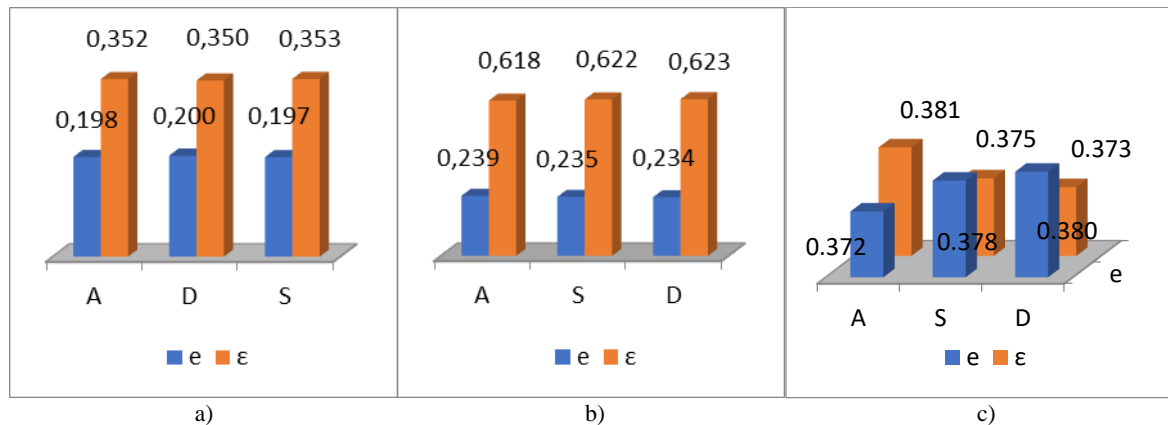 0,352 0,350 0,353
0,198 0,200 0,197
A D S
e ε
a)
0,618 0,622 0,623
0,239 0,235 0,234
A S D
e ε
b)
0.381 0.375 0.373
0.372 0.378 0.380
e
A S D
e ε
c)